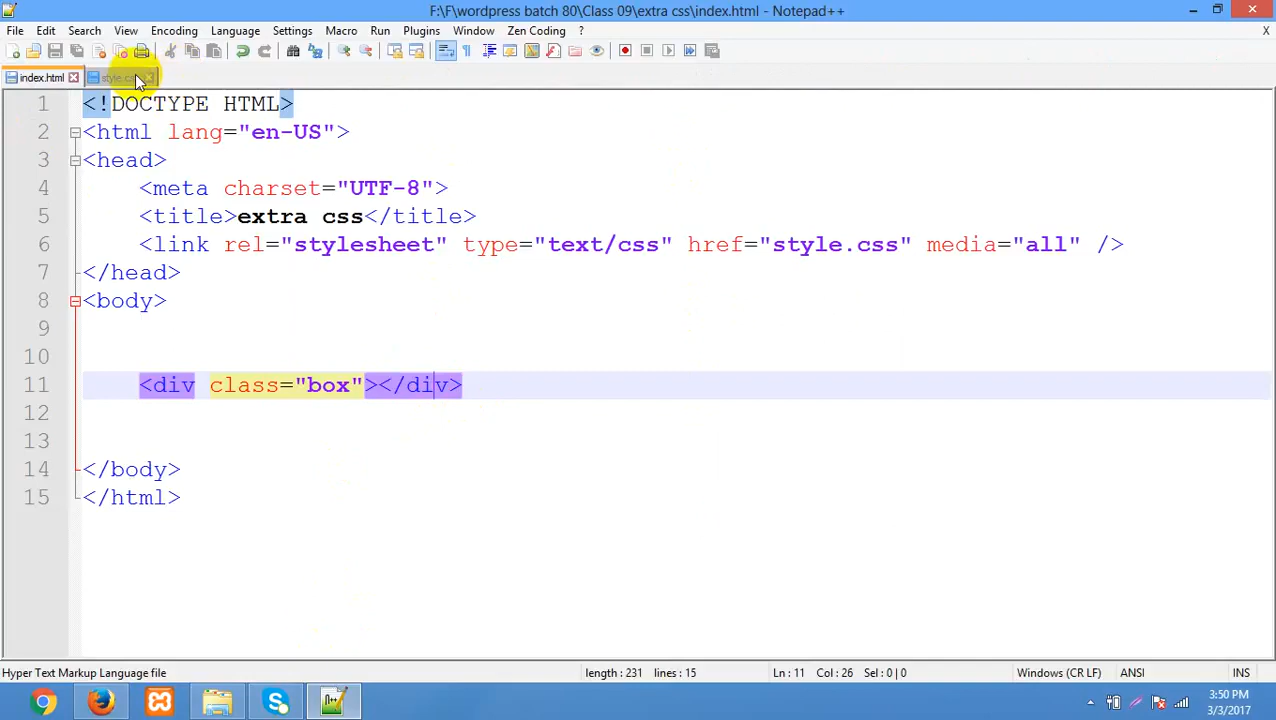 F:\F\wordpress batch 80\Class 09\extra css\index.html - Notepad++
File Edit Search View Encoding Language Settings Macro Run Plugins Window Zen Coding ? X
index.html
1 <!DOCTYPE HTML>
2 <html lang="en-US">
3 <head>
4 <meta charset="UTF-8">
5 <title>extra css</title>
6 <link rel="stylesheet" type="text/css" href="style.css" media="all" />
7 </head>
8 <body>
9
10
11 <div class="box"></div>
12
13
14 </body>
15 </html>
Hyper Text Markup Language file length : 231 lines : 15 Ln : 11 Col : 26 Sel : 0 | 0 Windows (CR LF) ANSI INS
3:50 PM
3/3/2017